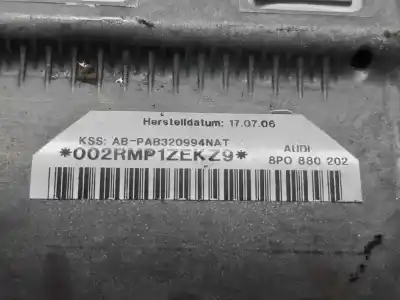 Herstelldatum: 17.07.06
KSS: AB-PAB320994NAT
*002RMP1ZEKZ9*
AUDI
8P0 880 202